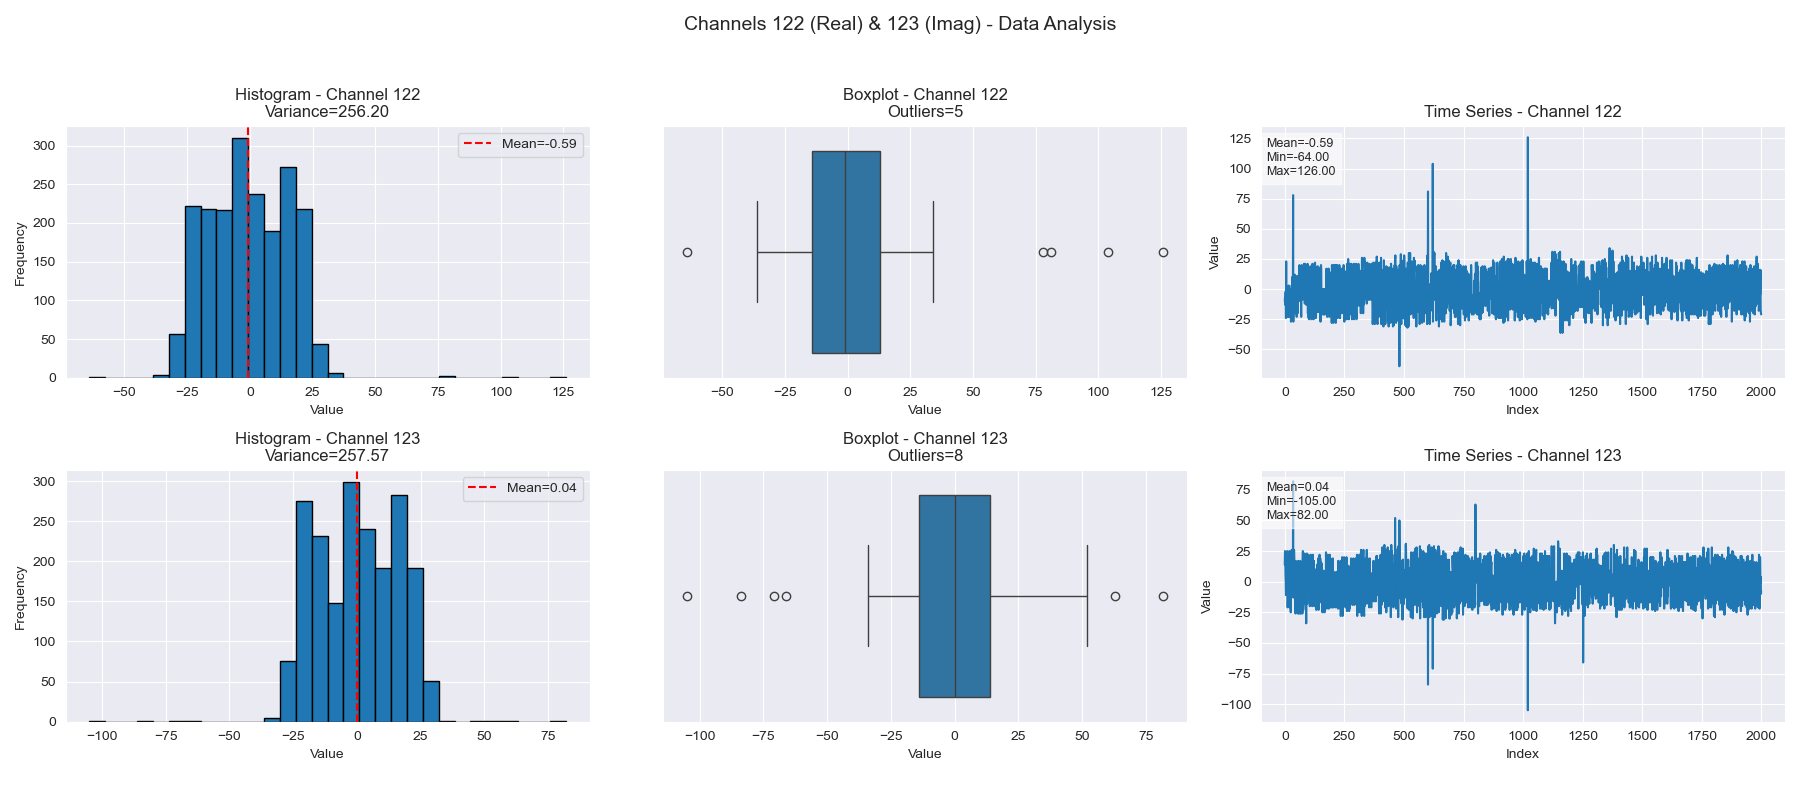 Channels 122 (Real) & 123 (Imag) - Data Analysis
Histogram - Channel 122
Variance=256.20
Mean=-0.59
Frequency
300
250
200
150
100
50
0
−50 −25 0 25 50 75 100 125
Value
Boxplot - Channel 122
Outliers=5
−50 −25 0 25 50 75 100 125
Value
Time Series - Channel 122
Mean=-0.59
Min=-64.00
Max=126.00
Value
125
100
75
50
25
0
−25
−50
0 250 500 750 1000 1250 1500 1750 2000
Index
Histogram - Channel 123
Variance=257.57
Mean=0.04
Frequency
300
250
200
150
100
50
0
−100 −75 −50 −25 0 25 50 75
Value
Boxplot - Channel 123
Outliers=8
−100 −75 −50 −25 0 25 50 75
Value
Time Series - Channel 123
Mean=0.04
Min=-105.00
Max=82.00
Value
75
50
25
0
−25
−50
−75
−100
0 250 500 750 1000 1250 1500 1750 2000
Index